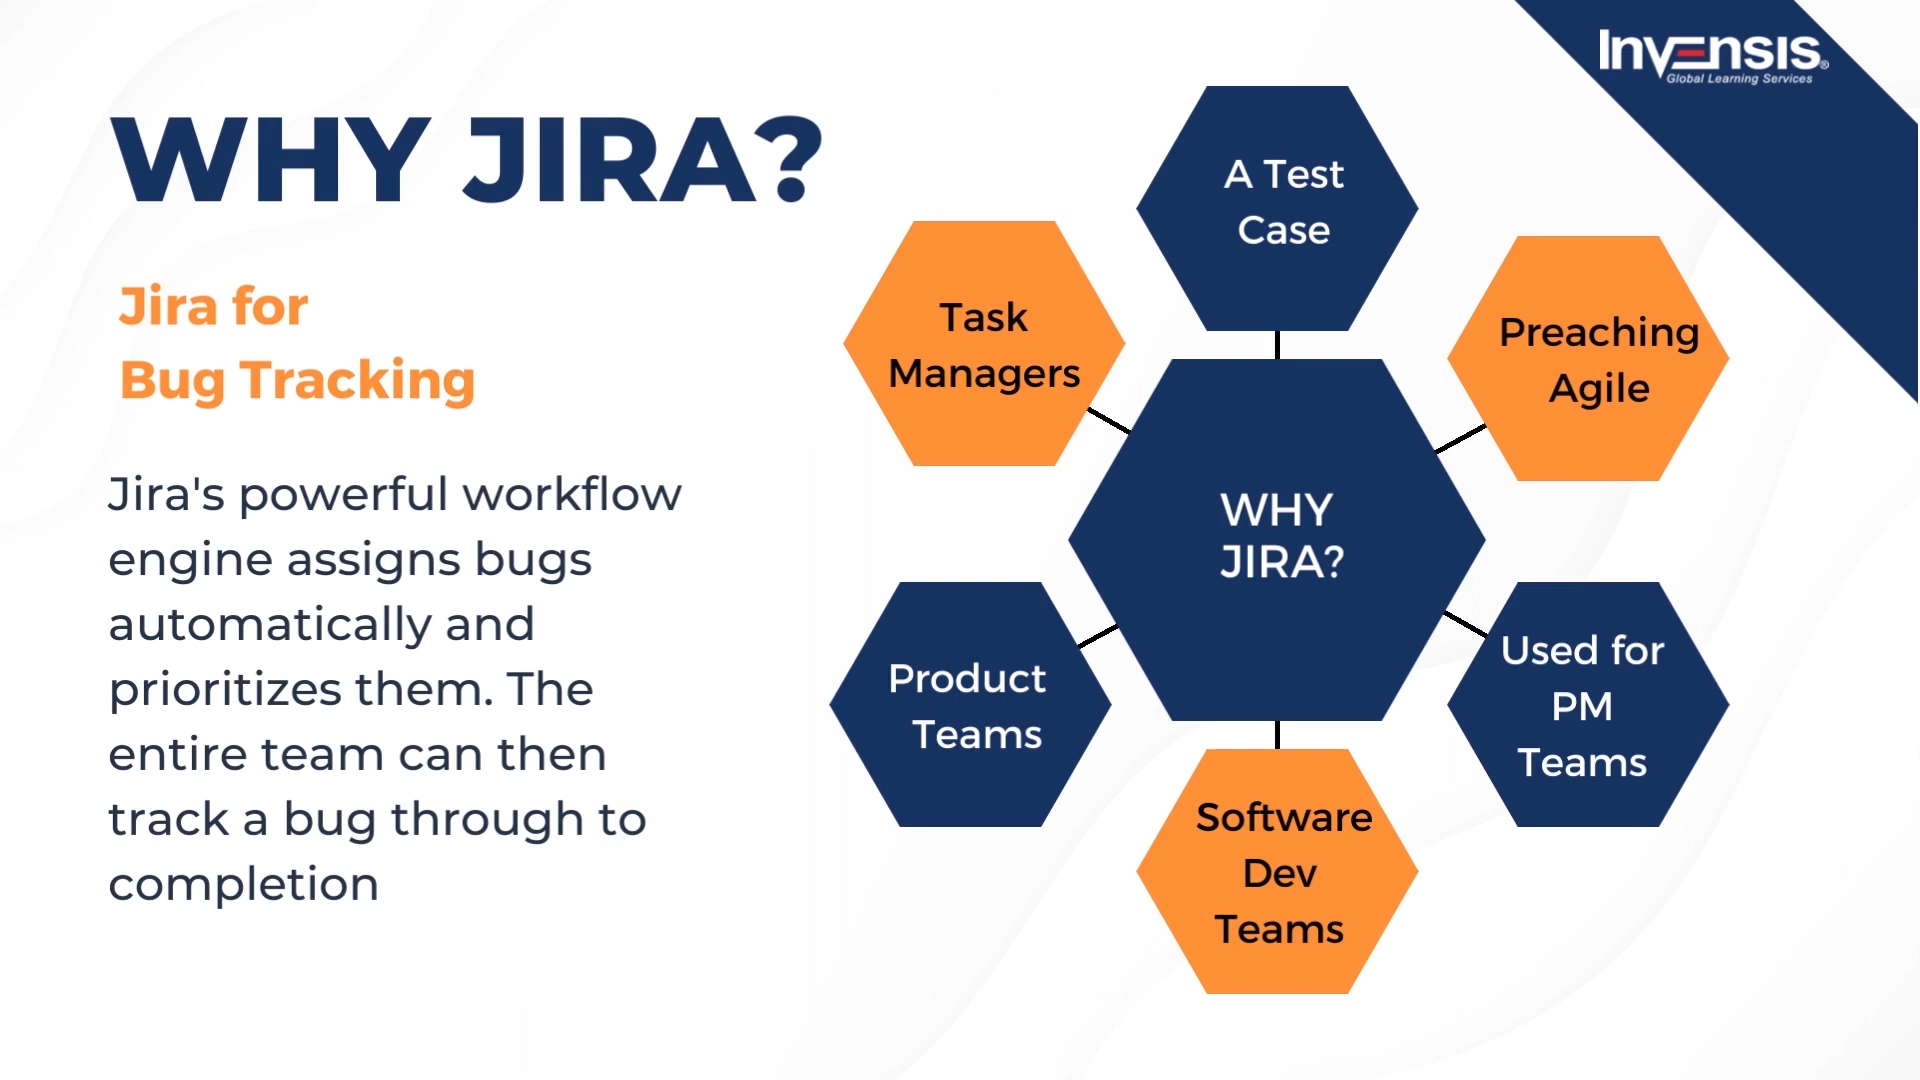 Invensis®
Global Learning Services
WHY JIRA?
Jira for
Bug Tracking
Jira's powerful workflow
engine assigns bugs
automatically and
prioritizes them. The
entire team can then
track a bug through to
completion
A Test
Case
Task
Managers
Preaching
Agile
WHY
JIRA?
Product
Teams
Used for
PM
Teams
Software
Dev
Teams